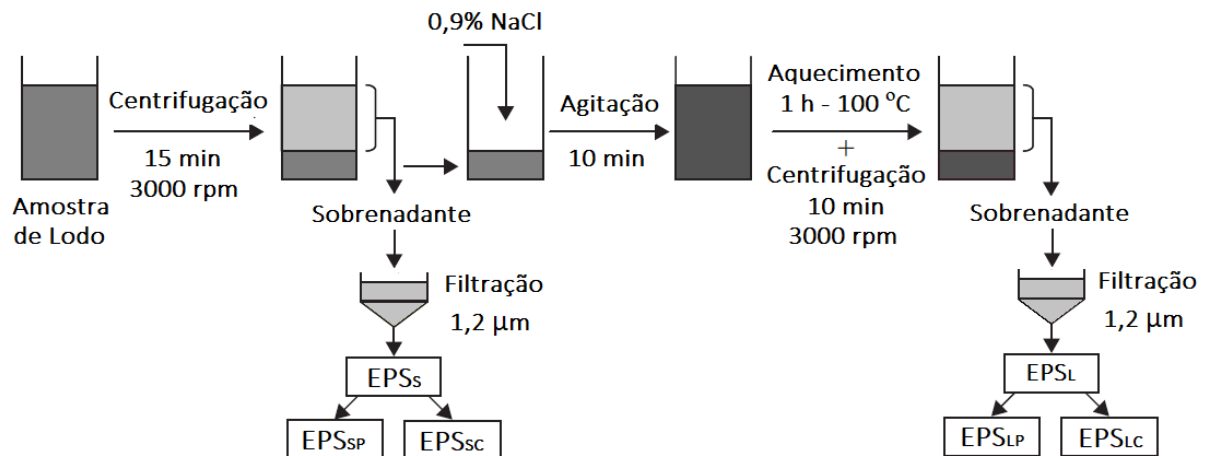 0,9% NaCl
Amostra
de Lodo
Centrifugação
15 min
3000 rpm
Sobrenadante
Filtração
1,2 µm
EPSS
EPSSP
EPSSC
Agitação
10 min
Aquecimento
1 h - 100 ºC
+
Centrifugação
10 min
3000 rpm
Sobrenadante
Filtração
1,2 µm
EPSL
EPSLP
EPSLC